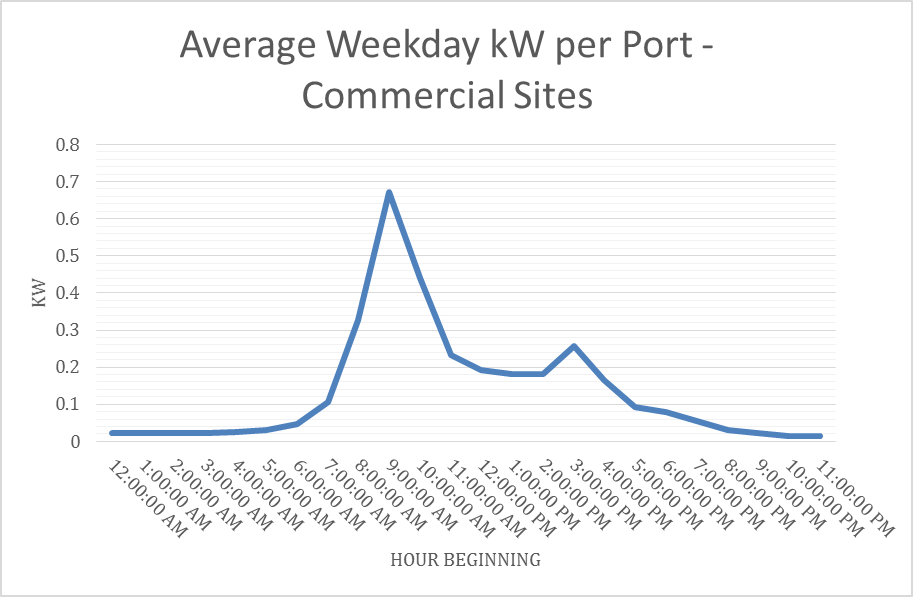 Average Weekday kW per Port -
Commercial Sites
0.8
0.7
0.6
0.5
0.4
0.3
0.2
0.1
0
KW
12:00:00 AM
1:00:00 AM
2:00:00 AM
3:00:00 AM
4:00:00 AM
5:00:00 AM
6:00:00 AM
7:00:00 AM
8:00:00 AM
9:00:00 AM
10:00:00 AM
11:00:00 AM
12:00:00 PM
1:00:00 PM
2:00:00 PM
3:00:00 PM
4:00:00 PM
5:00:00 PM
6:00:00 PM
7:00:00 PM
8:00:00 PM
9:00:00 PM
10:00:00 PM
11:00:00 PM
HOUR BEGINNING